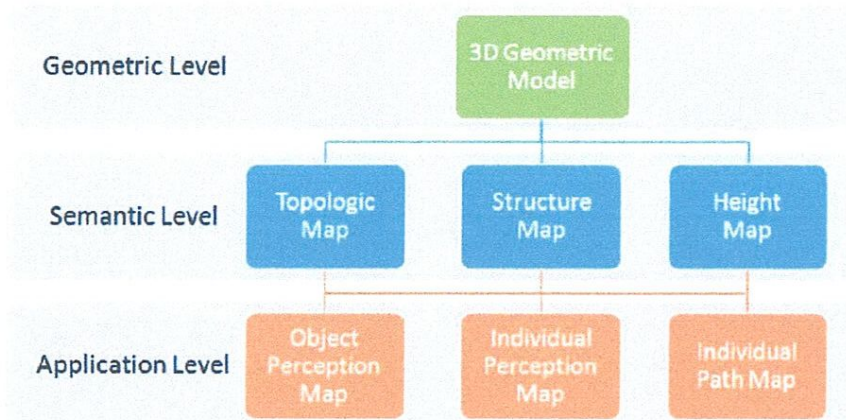 Geometric Level
3D Geometric
Model
Semantic Level
Topologic
Map
Structure
Map
Height
Map
Application Level
Object
Perception
Map
Individual
Perception Map
Individual
Path Map